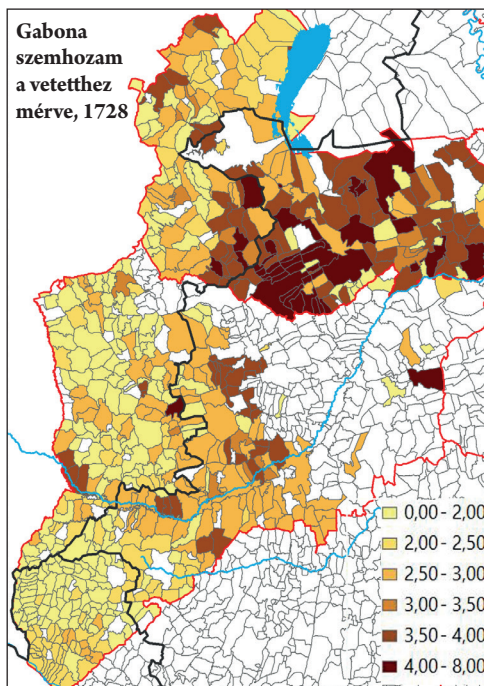 Gabona
szemhozam
a vetetthez
mérve, 1728
0,00 - 2,00
2,00 - 2,50
2,50 - 3,00
3,00 - 3,50
3,50 - 4,00
4,00 - 8,00